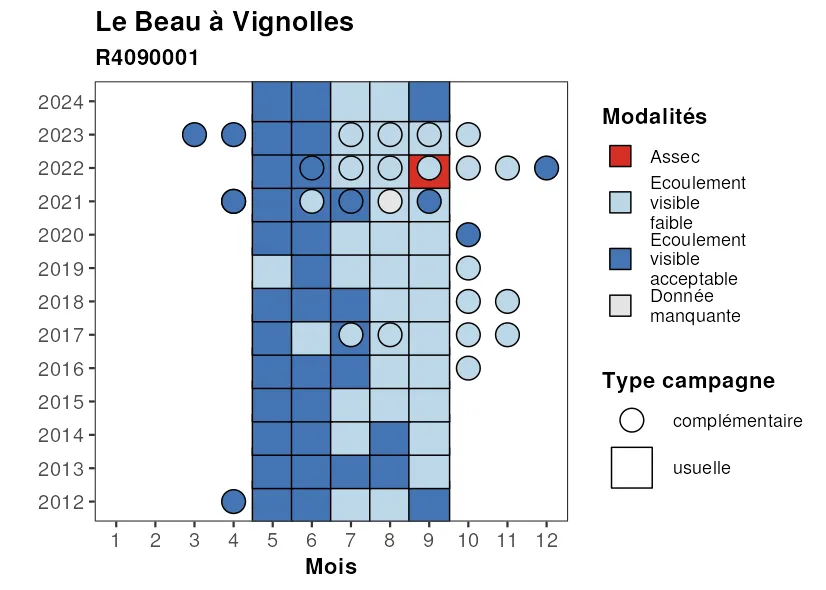 Le Beau à Vignolles
R4090001
2024
2023
2022
2021
2020
2019
2018
2017
2016
2015
2014
2013
2012
1 2 3 4 5 6 7 8 9 10 11 12
Mois
Modalités
Assec
Ecoulement
visible
faible
Ecoulement
visible
acceptable
Donnée
manquante
Type campagne
complémentaire
usuelle